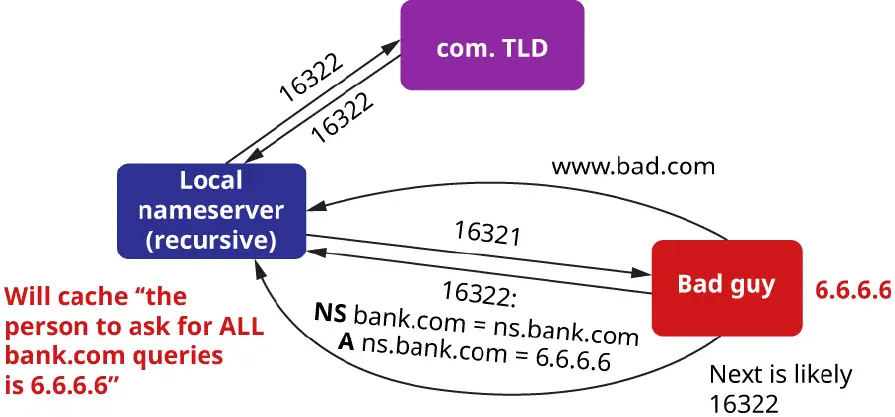 com. TLD
16322
16322
www.bad.com
Local
nameserver
(recursive)
16321
Bad guy
6.6.6.6
16322:
NS bank.com = ns.bank.com
A ns.bank.com = 6.6.6.6
Will cache “the
person to ask for ALL
bank.com queries
is 6.6.6.6”
Next is likely
16322